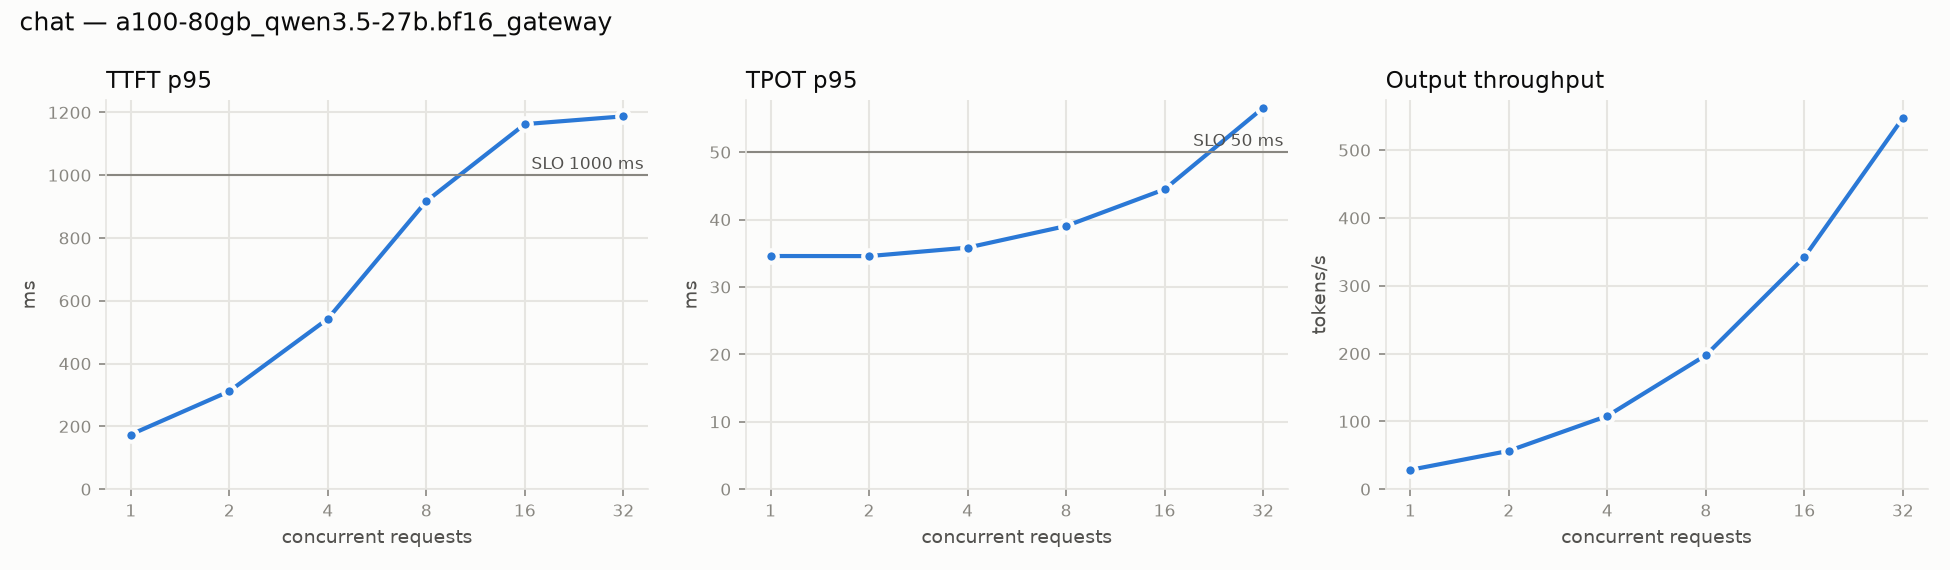 chat — a100-80gb_qwen3.5-27b.bf16_gateway
TTFT p95
1200
1000
800
600
400
200
0
ms
SLO 1000 ms
1 2 4 8 16 32
concurrent requests
TPOT p95
50
40
30
20
10
0
ms
SLO 50 ms
1 2 4 8 16 32
concurrent requests
Output throughput
500
400
300
200
100
0
tokens/s
1 2 4 8 16 32
concurrent requests